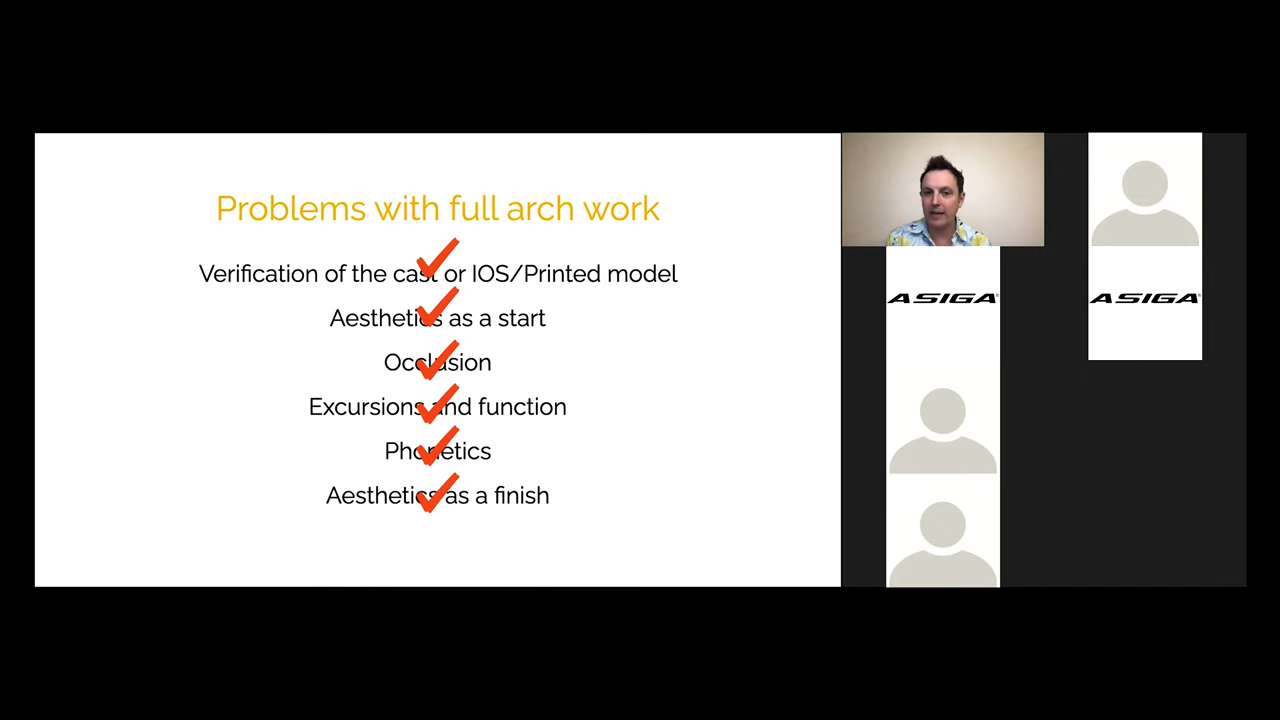 Problems with full arch work
Verification of the cast or IOS/Printed model
Aesthetics as a start
Occlusion
Excursions and function
Phonetics
Aesthetics as a finish
ASIGA®
ASIGA®